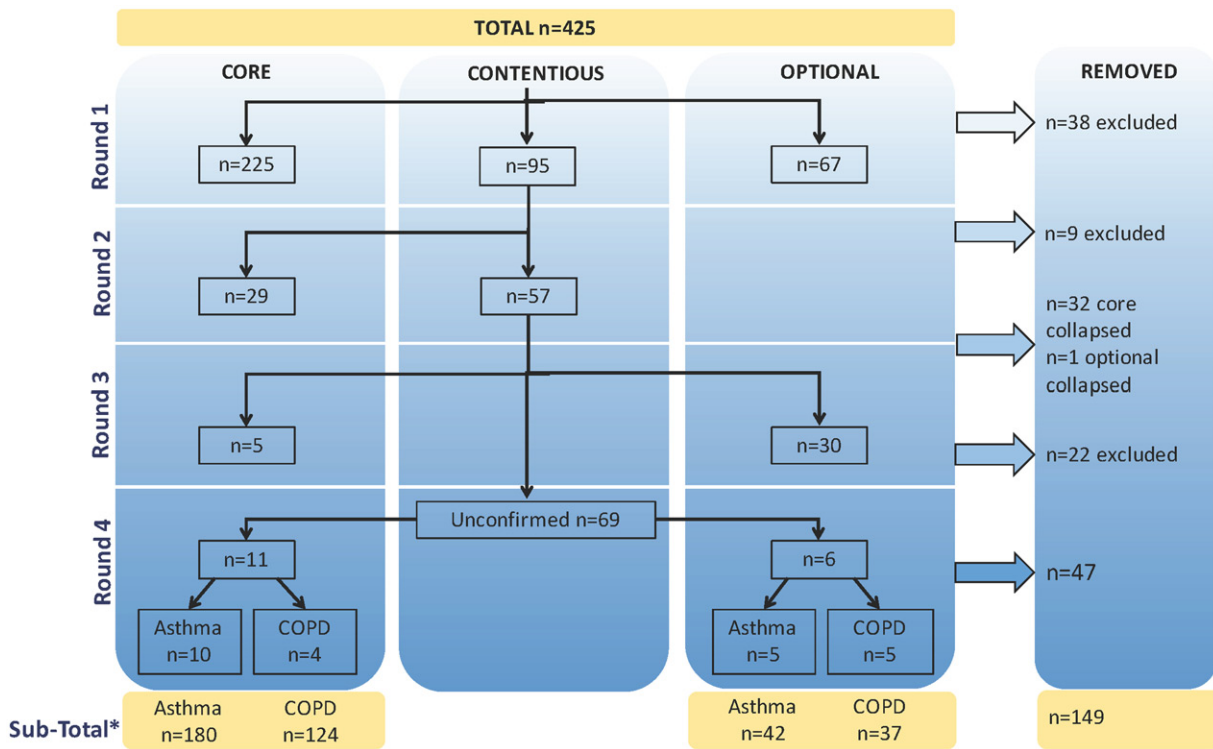 TOTAL n=425
CORE
CONTENTIOUS
OPTIONAL
REMOVED
Round 1
n=225
n=95
n=67
n=38 excluded
Round 2
n=29
n=57
n=9 excluded
n=32 core
collapsed
n=1 optional
collapsed
Round 3
n=5
n=30
n=22 excluded
Round 4
Unconfirmed n=69
n=11
n=6
n=47
Asthma
n=10
COPD
n=4
Asthma
n=5
COPD
n=5
Sub-Total*
Asthma
n=180
COPD
n=124
Asthma
n=42
COPD
n=37
n=149